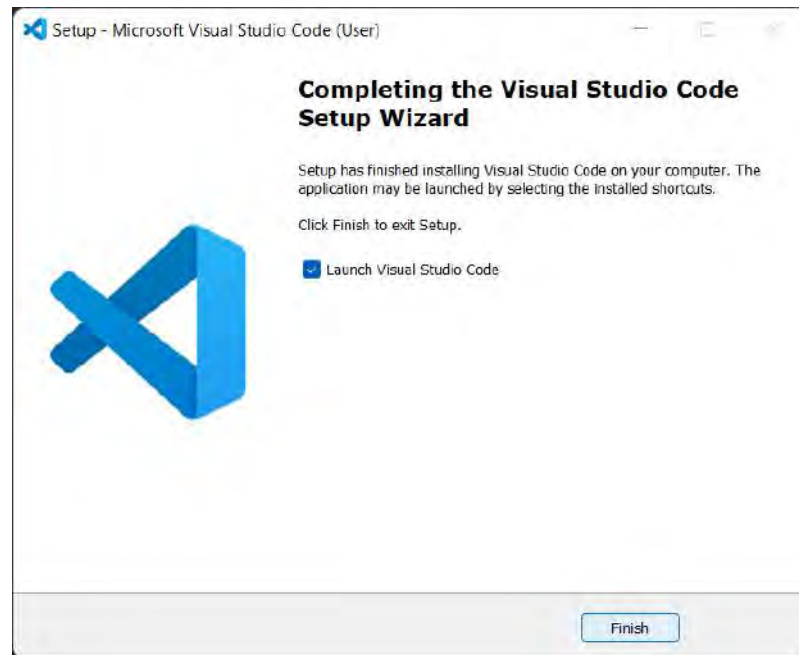 Setup - Microsoft Visual Studio Code (User)
Completing the Visual Studio Code
Setup Wizard
Setup has finished installing Visual Studio Code on your computer. The
application may be launched by selecting the installed shortcuts.
Click Finish to exit Setup.
Launch Visual Studio Code
Finish